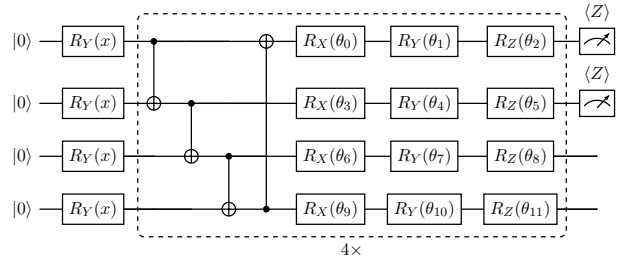 ⟨Z⟩
|0⟩ R_Y(x) R_X(θ_0) R_Y(θ_1) R_Z(θ_2)
⟨Z⟩
|0⟩ R_Y(x) R_X(θ_3) R_Y(θ_4) R_Z(θ_5)
|0⟩ R_Y(x) R_X(θ_6) R_Y(θ_7) R_Z(θ_8)
|0⟩ R_Y(x) R_X(θ_9) R_Y(θ_10) R_Z(θ_11)
4×